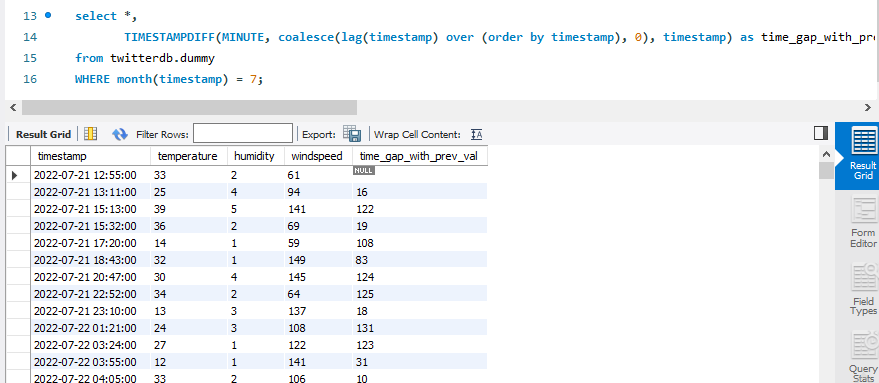 13 select *,
14 TIMESTAMPDIFF(MINUTE, coalesce(lag(timestamp) over (order by timestamp), 0), timestamp) as time_gap_with_pre
15 from twitterdb.dummy
16 WHERE month(timestamp) = 7;
Result Grid Filter Rows: Export: Wrap Cell Content:
timestamp temperature humidity windspeed time_gap_with_prev_val
2022-07-21 12:55:00 33 2 61 NULL
2022-07-21 13:11:00 25 4 94 16
2022-07-21 15:13:00 39 5 141 122
2022-07-21 15:32:00 36 2 69 19
2022-07-21 17:20:00 14 1 59 108
2022-07-21 18:43:00 32 1 149 83
2022-07-21 20:47:00 30 4 145 124
2022-07-21 22:52:00 34 2 64 125
2022-07-21 23:10:00 13 3 137 18
2022-07-22 01:21:00 24 3 108 131
2022-07-22 03:24:00 27 1 122 123
2022-07-22 03:55:00 12 1 141 31
2022-07-22 04:05:00 33 2 106 10
Result
Grid
Form
Editor
Field
Types
Query
Stats